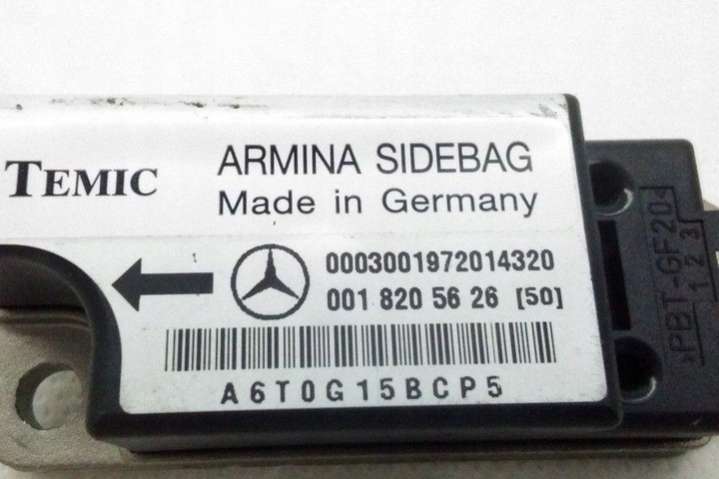 TEMIC
ARMINA SIDEBAG
Made in Germany
0003001972014320
001 820 56 26 [50]
A6T0G15BCP5
>PBT-GF20<
1 2 3